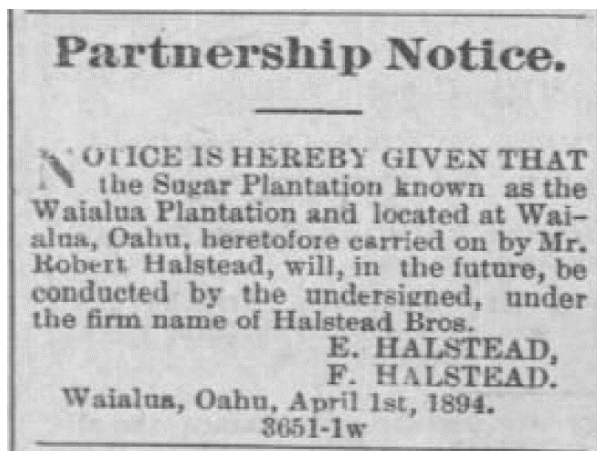 Partnership Notice.
NOTICE IS HEREBY GIVEN THAT
the Sugar Plantation known as the
Waialua Plantation and located at Wai-
alua, Oahu, heretofore carried on by Mr.
Robert Halstead, will, in the future, be
conducted by the undersigned, under
the firm name of Halstead Bros.
E. HALSTEAD,
F. HALSTEAD.
Waialua, Oahu, April 1st, 1894.
3651-1w